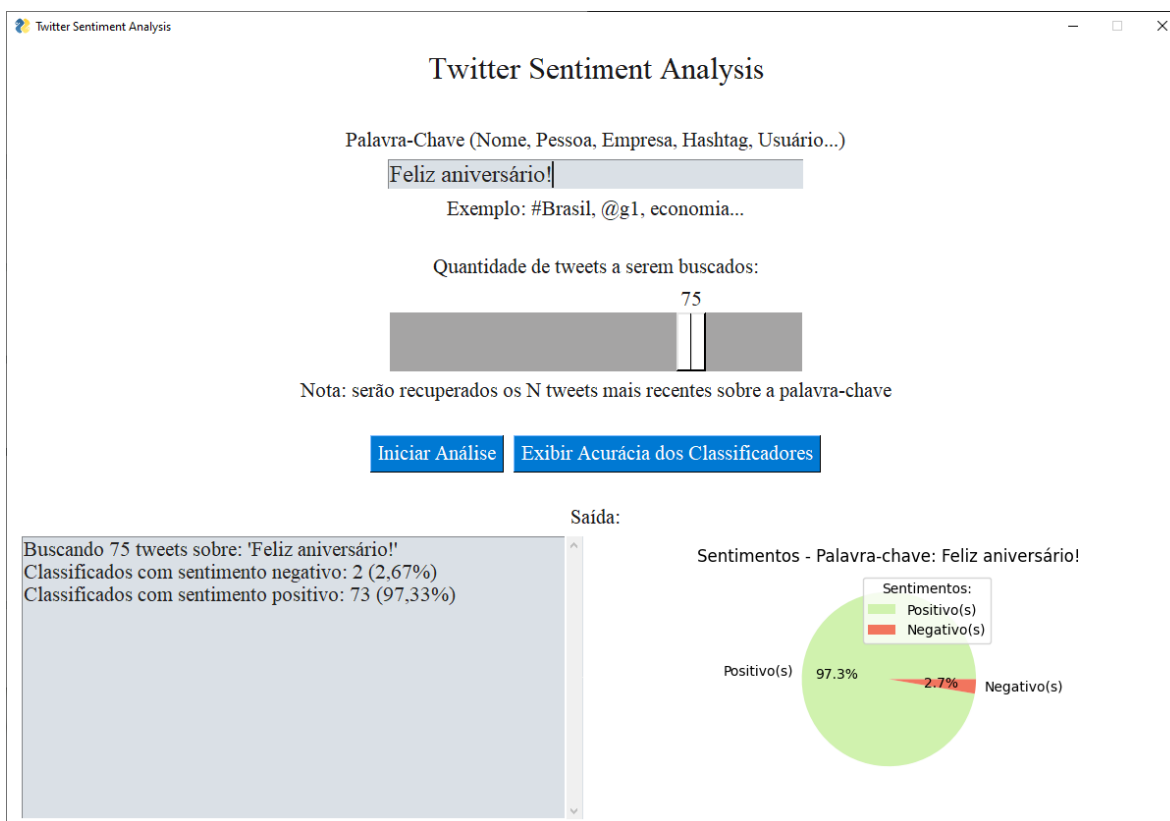 Twitter Sentiment Analysis
Twitter Sentiment Analysis
Palavra-Chave (Nome, Pessoa, Empresa, Hashtag, Usuário...)
Feliz aniversário!
Exemplo: #Brasil, @g1, economia...
Quantidade de tweets a serem buscados:
75
Nota: serão recuperados os N tweets mais recentes sobre a palavra-chave
Iniciar Análise
Exibir Acurácia dos Classificadores
Saída:
Buscando 75 tweets sobre: 'Feliz aniversário!'
Classificados com sentimento negativo: 2 (2,67%)
Classificados com sentimento positivo: 73 (97,33%)
Sentimentos - Palavra-chave: Feliz aniversário!
Sentimentos:
Positivo(s)
Negativo(s)
Positivo(s)
97.3%
2.7%
Negativo(s)